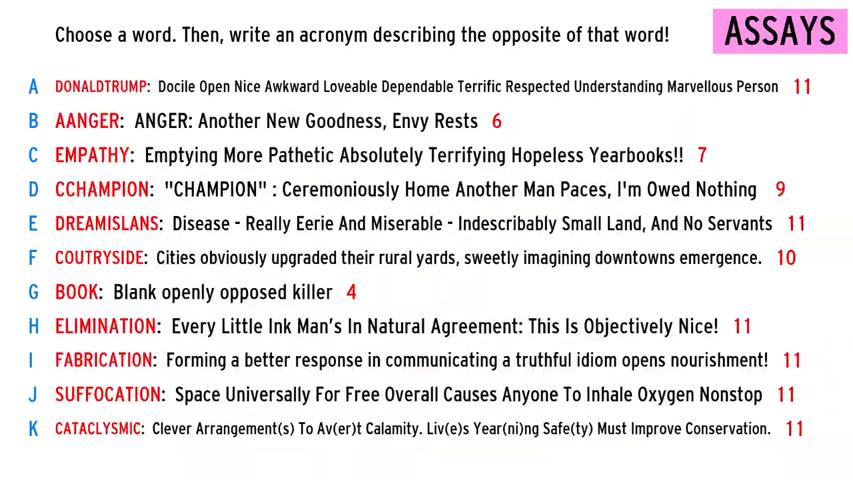 Choose a word. Then, write an acronym describing the opposite of that word!
ASSAYS
A DONALDTRUMP: Docile Open Nice Awkward Loveable Dependable Terrific Respected Understanding Marvellous Person 11
B AANGER: ANGER: Another New Goodness, Envy Rests 6
C EMPATHY: Emptying More Pathetic Absolutely Terrifying Hopeless Yearbooks!! 7
D CCHAMPION: "CHAMPION" : Ceremoniously Home Another Man Paces, I'm Owed Nothing 9
E DREAMISLANS: Disease - Really Eerie And Miserable - Indescribably Small Land, And No Servants 11
F COUTRYSIDE: Cities obviously upgraded their rural yards, sweetly imagining downtowns emergence. 10
G BOOK: Blank openly opposed killer 4
H ELIMINATION: Every Little Ink Man's In Natural Agreement: This Is Objectively Nice! 11
I FABRICATION: Forming a better response in communicating a truthful idiom opens nourishment! 11
J SUFFOCATION: Space Universally For Free Overall Causes Anyone To Inhale Oxygen Nonstop 11
K CATACLYSMIC: Clever Arrangement(s) To Av(er)t Calamity. Liv(e)s Year(ni)ng Safe(ty) Must Improve Conservation. 11